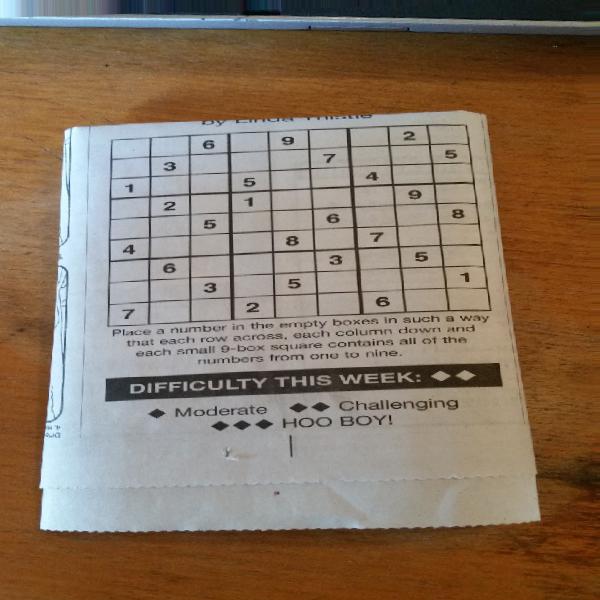 by Linda Thistle
6 9 2
3 7 5
1 5 4
2 1 9
5 6 8
4 8 7
6 3 5
3 5 1
7 2 6
Place a number in the empty boxes in such a way
that each row across, each column down and
each small 9-box square contains all of the
numbers from one to nine.
DIFFICULTY THIS WEEK: ◆◆
◆ Moderate ◆◆ Challenging
◆◆◆ HOO BOY!